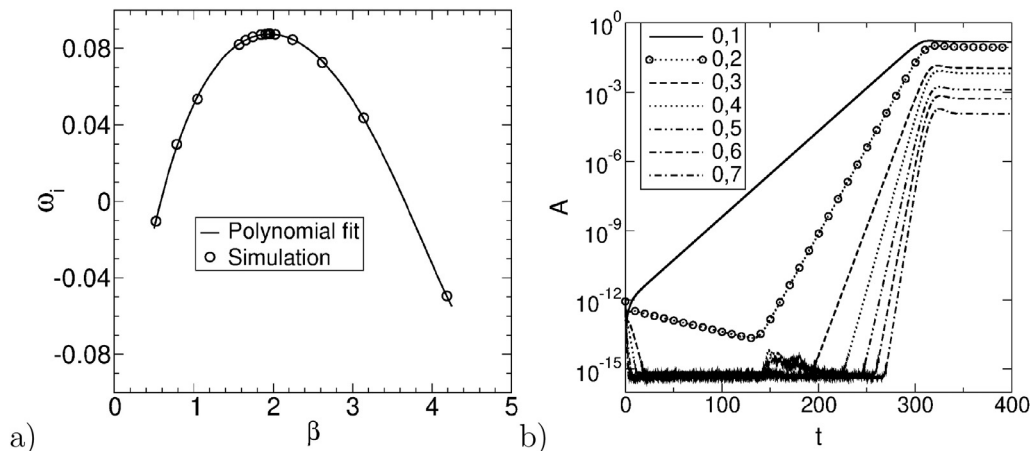 0.08
0.04
0
-0.04
-0.08
ωi
Polynomial fit
Simulation
0 1 2 3 4 5
β
a)
A
10^0
10^-3
10^-6
10^-9
10^-12
10^-15
0,1
0,2
0,3
0,4
0,5
0,6
0,7
0 100 200 300 400
t
b)